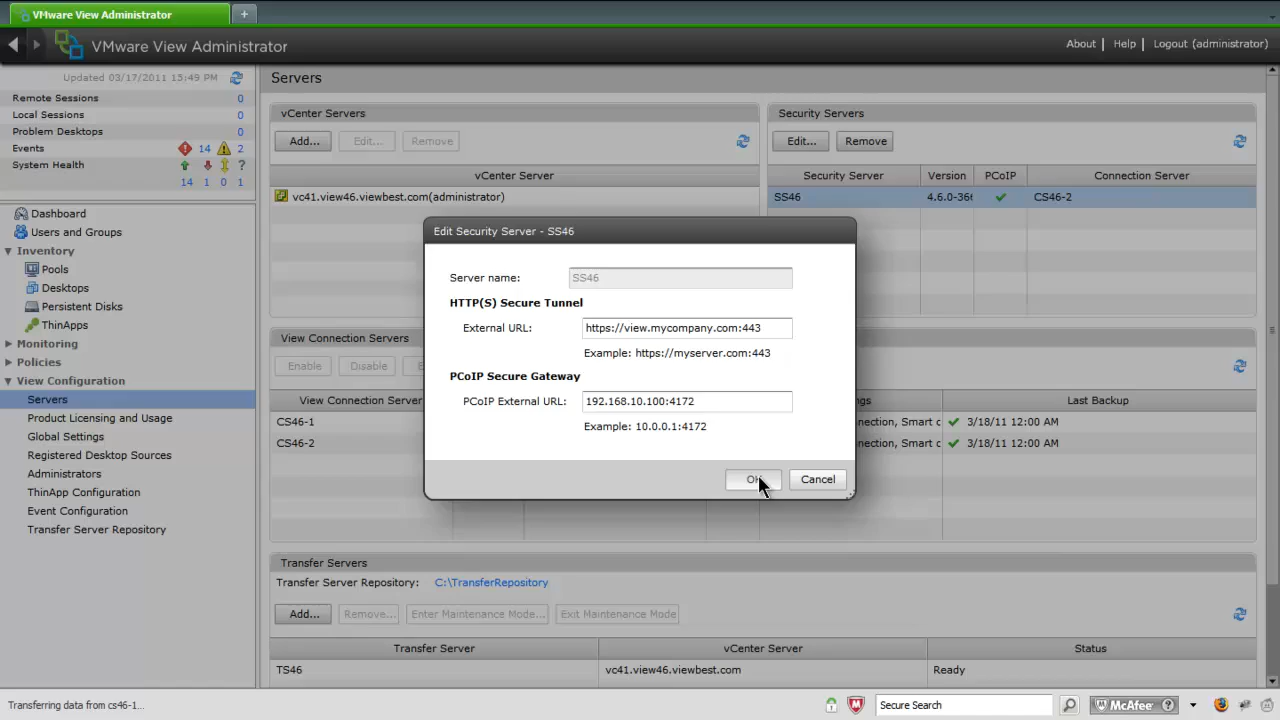 VMware View Administrator
+
VMware View Administrator
About | Help | Logout (administrator)
Updated 03/17/2011 13:49 PM
Remote Sessions 0
Local Sessions 0
Problem Desktops 0
Events 14 2
System Health ?
14 1 0 1
Dashboard
Users and Groups
Inventory
Pools
Desktops
Persistent Disks
ThinApps
Monitoring
Policies
View Configuration
Servers
Product Licensing and Usage
Global Settings
Registered Desktop Sources
Administrators
ThinApp Configuration
Event Configuration
Transfer Server Repository
Servers
vCenter Servers
Add... Edit... Remove
vCenter Server
vc41.view46.viewbest.com(administrator)
Security Servers
Edit... Remove
Security Server Version PCoIP Connection Server
SS46 4.6.0-366 CS46-2
Edit Security Server - SS46
Server name: SS46
HTTP(S) Secure Tunnel
External URL: https://view.mycompany.com:443
Example: https://myserver.com:443
PCoIP Secure Gateway
PCoIP External URL: 192.168.10.100:4172
Example: 10.0.0.1:4172
OK Cancel
View Connection Servers
Enable Disable
View Connection Server Last Backup
CS46-1 nection, Smart c 3/18/11 12:00 AM
CS46-2 nection, Smart c 3/18/11 12:00 AM
Transfer Servers
Transfer Server Repository: C:\TransferRepository
Add... Remove... Enter Maintenance Mode... Exit Maintenance Mode
Transfer Server vCenter Server Status
TS46 vc41.view46.viewbest.com Ready
Transferring data from cs46-1...
Secure Search
McAfee ?